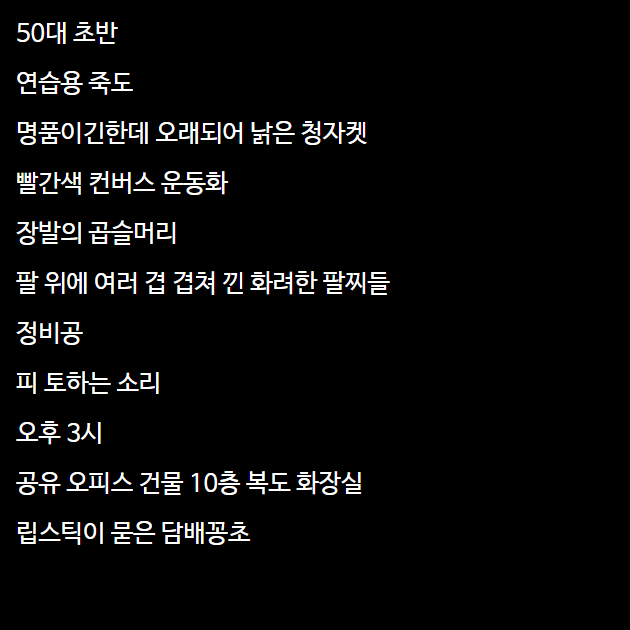 50대 초반
연습용 죽도
명품이긴한데 오래되어 낡은 청자켓
빨간색 컨버스 운동화
장발의 곱슬머리
팔 위에 여러 겹 겹쳐 낀 화려한 팔찌들
정비공
피 토하는 소리
오후 3시
공유 오피스 건물 10층 복도 화장실
립스틱이 묻은 담배꽁초